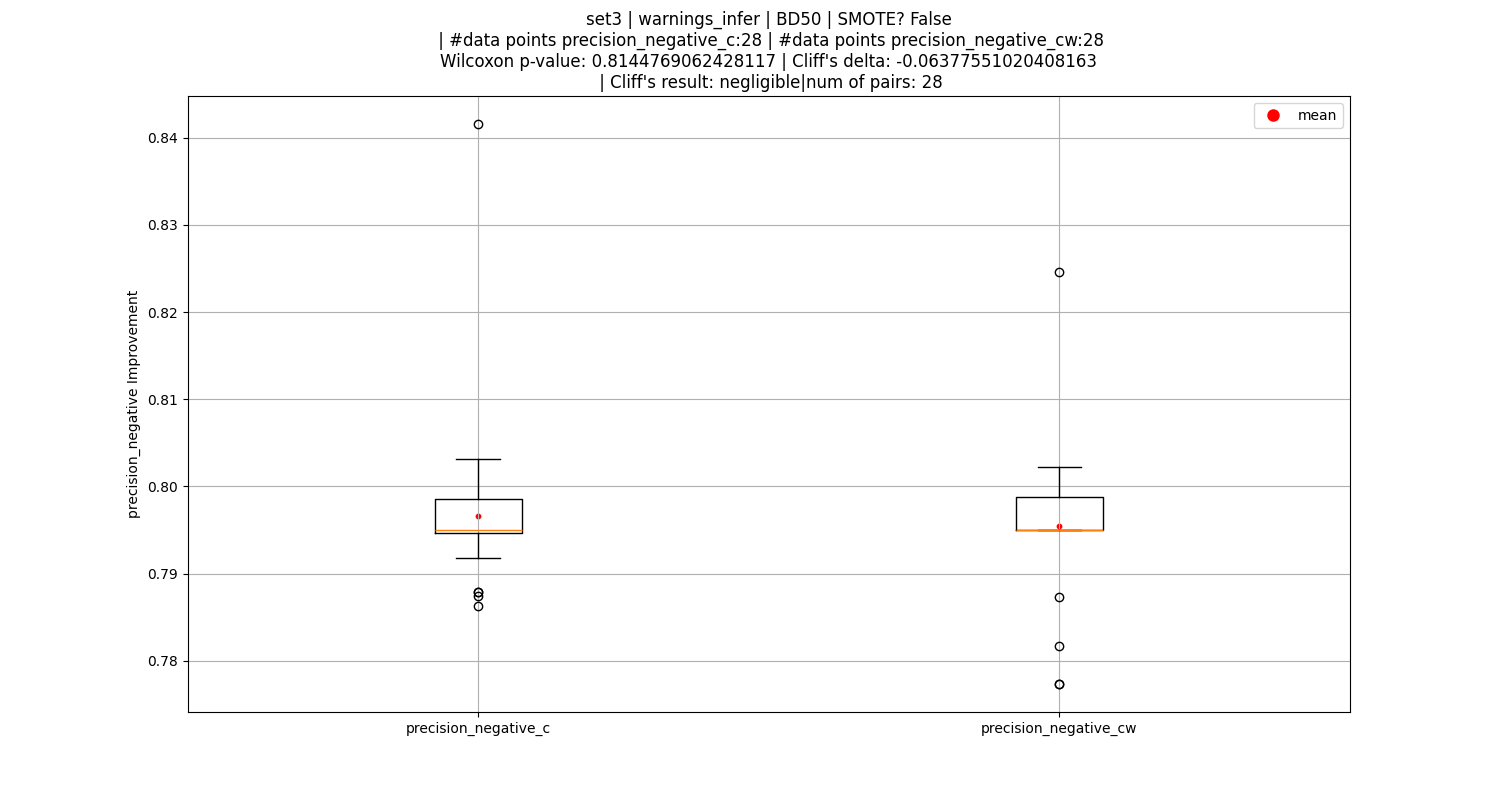 set3 | warnings_infer | BD50 | SMOTE? False
| #data points precision_negative_c:28 | #data points precision_negative_cw:28
Wilcoxon p-value: 0.8144769062428117 | Cliff's delta: -0.06377551020408163
| Cliff's result: negligible|num of pairs: 28
mean
0.84
0.83
0.82
0.81
0.80
0.79
0.78
precision_negative Improvement
precision_negative_c
precision_negative_cw